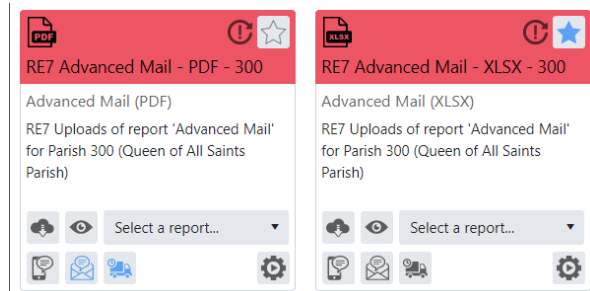 PDF
RE7 Advanced Mail - PDF - 300
Advanced Mail (PDF)
RE7 Uploads of report 'Advanced Mail'
for Parish 300 (Queen of All Saints
Parish)
Select a report...
XLSX
RE7 Advanced Mail - XLSX - 300
Advanced Mail (XLSX)
RE7 Uploads of report 'Advanced Mail'
for Parish 300 (Queen of All Saints
Parish)
Select a report...